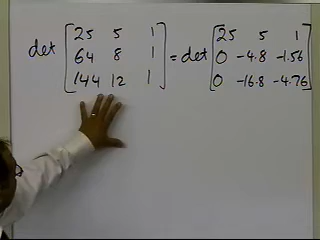 det [25 5 1] = det [25 5 1]
[64 8 1] [0 -4.8 -1.56]
[144 12 1] [0 -16.8 -4.76]